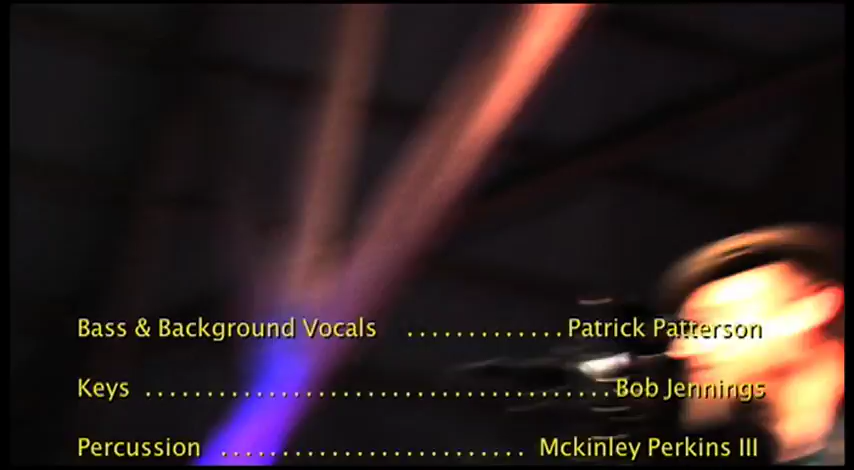 Bass & Background Vocals .............Patrick Patterson
Keys ......................................Bob Jennings
Percussion .........................Mckinley Perkins III